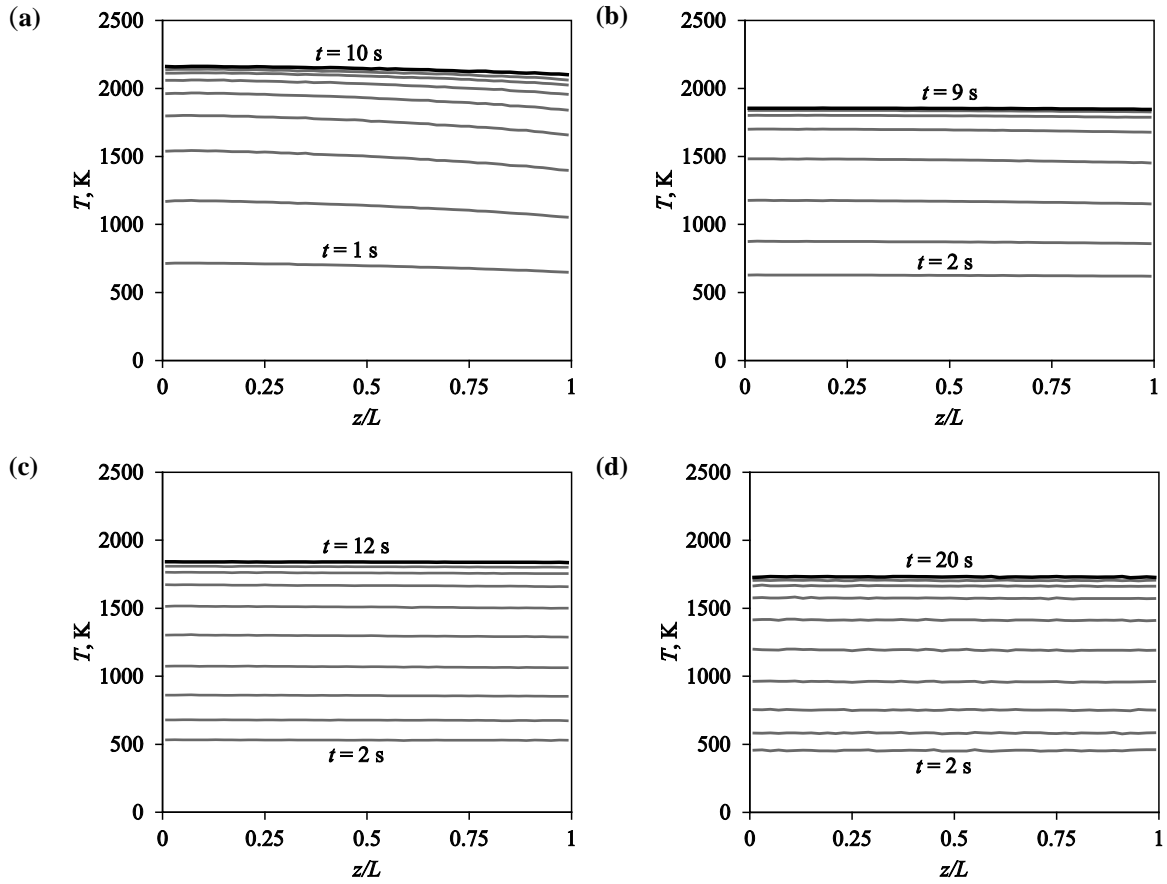 (a)
2500
2000
1500
1000
500
0
T, K
t = 10 s
t = 1 s
0 0.25 0.5 0.75 1
z/L
(b)
2500
2000
1500
1000
500
0
T, K
t = 9 s
t = 2 s
0 0.25 0.5 0.75 1
z/L
(c)
2500
2000
1500
1000
500
0
T, K
t = 12 s
t = 2 s
0 0.25 0.5 0.75 1
z/L
(d)
2500
2000
1500
1000
500
0
T, K
t = 20 s
t = 2 s
0 0.25 0.5 0.75 1
z/L